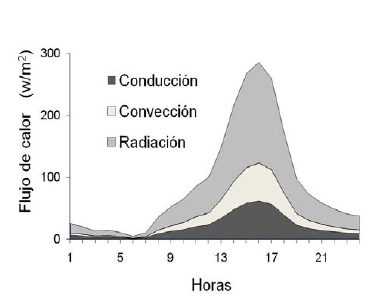 Flujo de calor (w/m²)
300
200
100
0
Conducción
Convección
Radiación
1 5 9 13 17 21
Horas